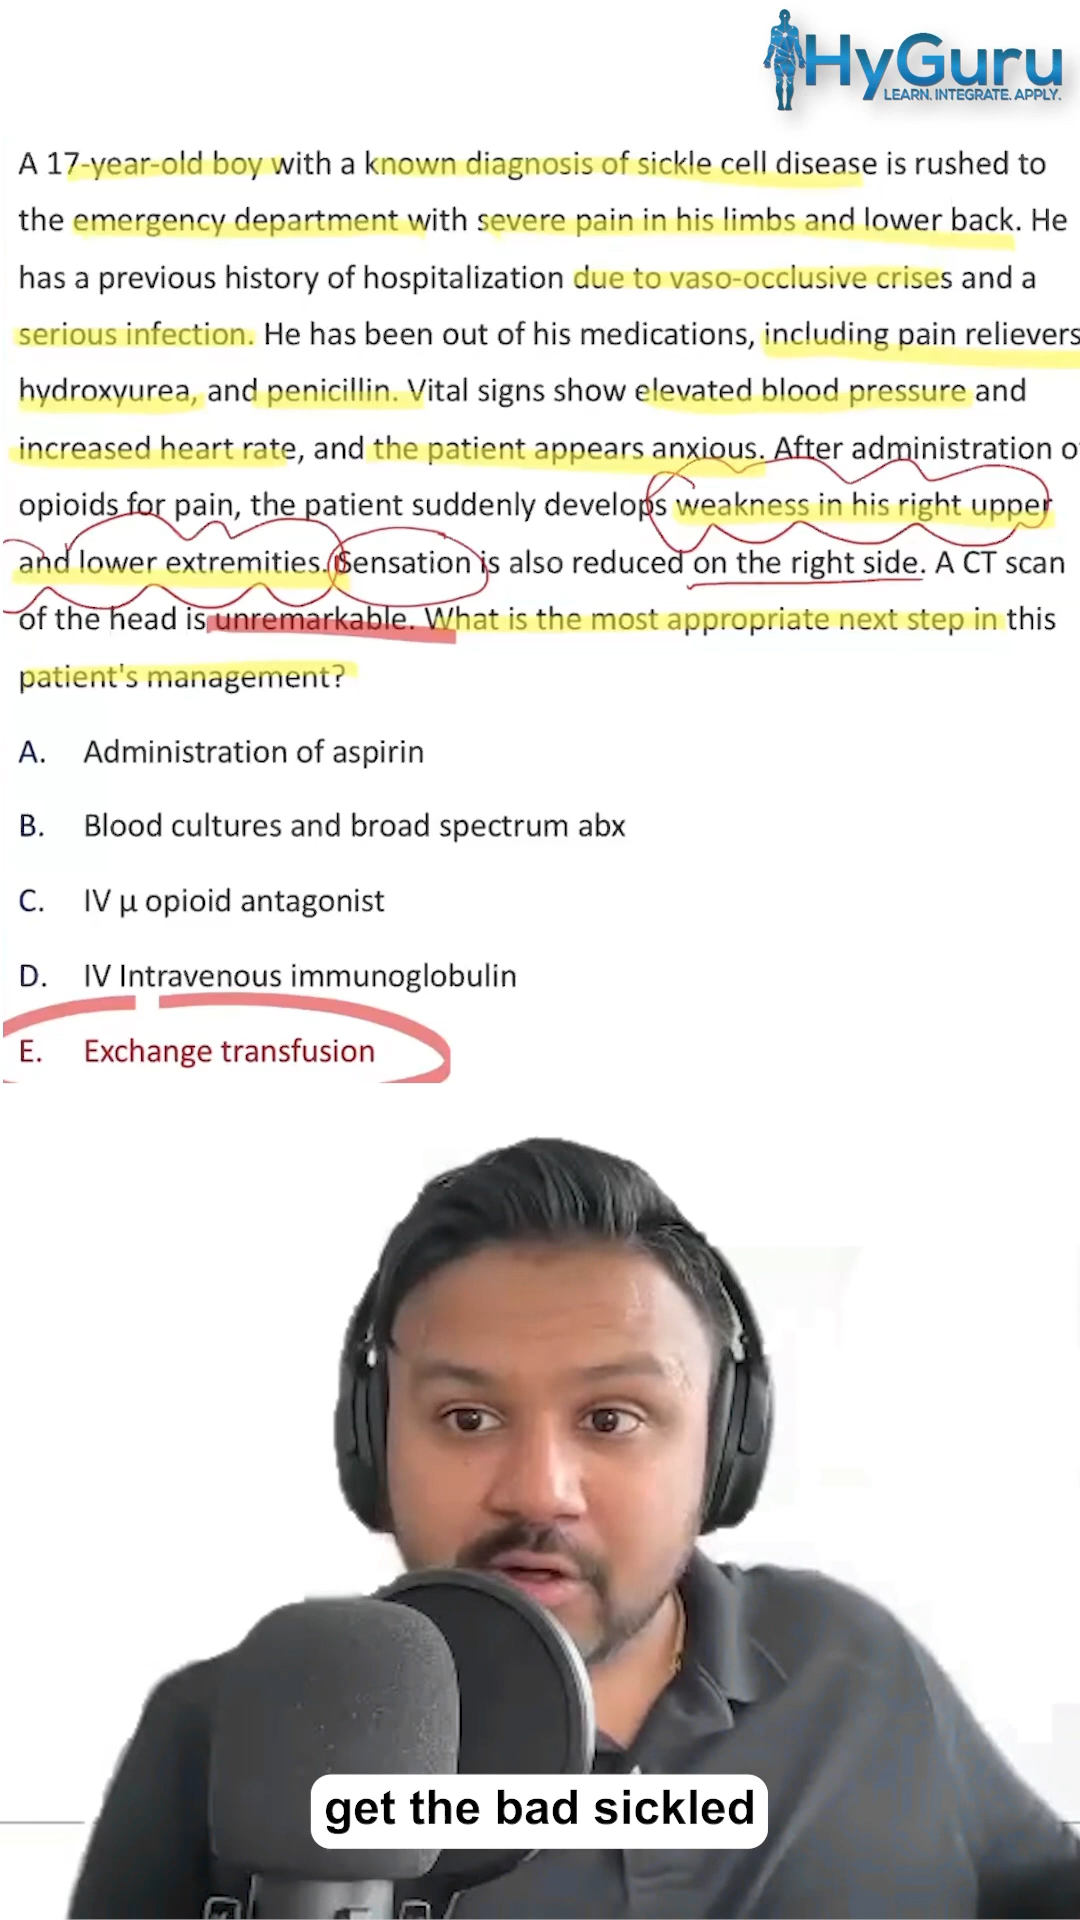 HyGuru
LEARN. INTEGRATE. APPLY.
A 17-year-old boy with a known diagnosis of sickle cell disease is rushed to
the emergency department with severe pain in his limbs and lower back. He
has a previous history of hospitalization due to vaso-occlusive crises and a
serious infection. He has been out of his medications, including pain relievers
hydroxyurea, and penicillin. Vital signs show elevated blood pressure and
increased heart rate, and the patient appears anxious. After administration o
opioids for pain, the patient suddenly develops weakness in his right upper
and lower extremities. Sensation is also reduced on the right side. A CT scan
of the head is unremarkable. What is the most appropriate next step in this
patient's management?
A. Administration of aspirin
B. Blood cultures and broad spectrum abx
C. IV µ opioid antagonist
D. IV Intravenous immunoglobulin
E. Exchange transfusion
get the bad sickled